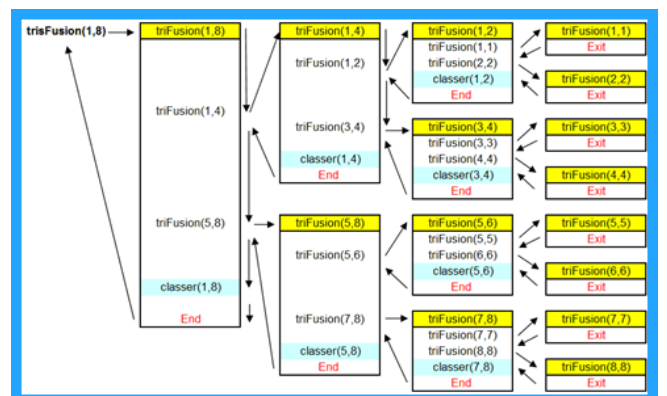 trisFusion(1,8)
triFusion(1,8)
triFusion(1,4)
triFusion(5,8)
classer(1,8)
End
triFusion(1,4)
triFusion(1,2)
triFusion(3,4)
classer(1,4)
End
triFusion(1,2)
triFusion(1,1)
triFusion(2,2)
classer(1,2)
End
triFusion(1,1)
Exit
triFusion(2,2)
Exit
triFusion(3,4)
triFusion(3,3)
triFusion(4,4)
classer(3,4)
End
triFusion(3,3)
Exit
triFusion(4,4)
Exit
triFusion(5,8)
triFusion(5,6)
triFusion(7,8)
classer(5,8)
End
triFusion(5,6)
triFusion(5,5)
triFusion(6,6)
classer(5,6)
End
triFusion(5,5)
Exit
triFusion(6,6)
Exit
triFusion(7,8)
triFusion(7,7)
triFusion(8,8)
classer(7,8)
End
triFusion(7,7)
Exit
triFusion(8,8)
Exit